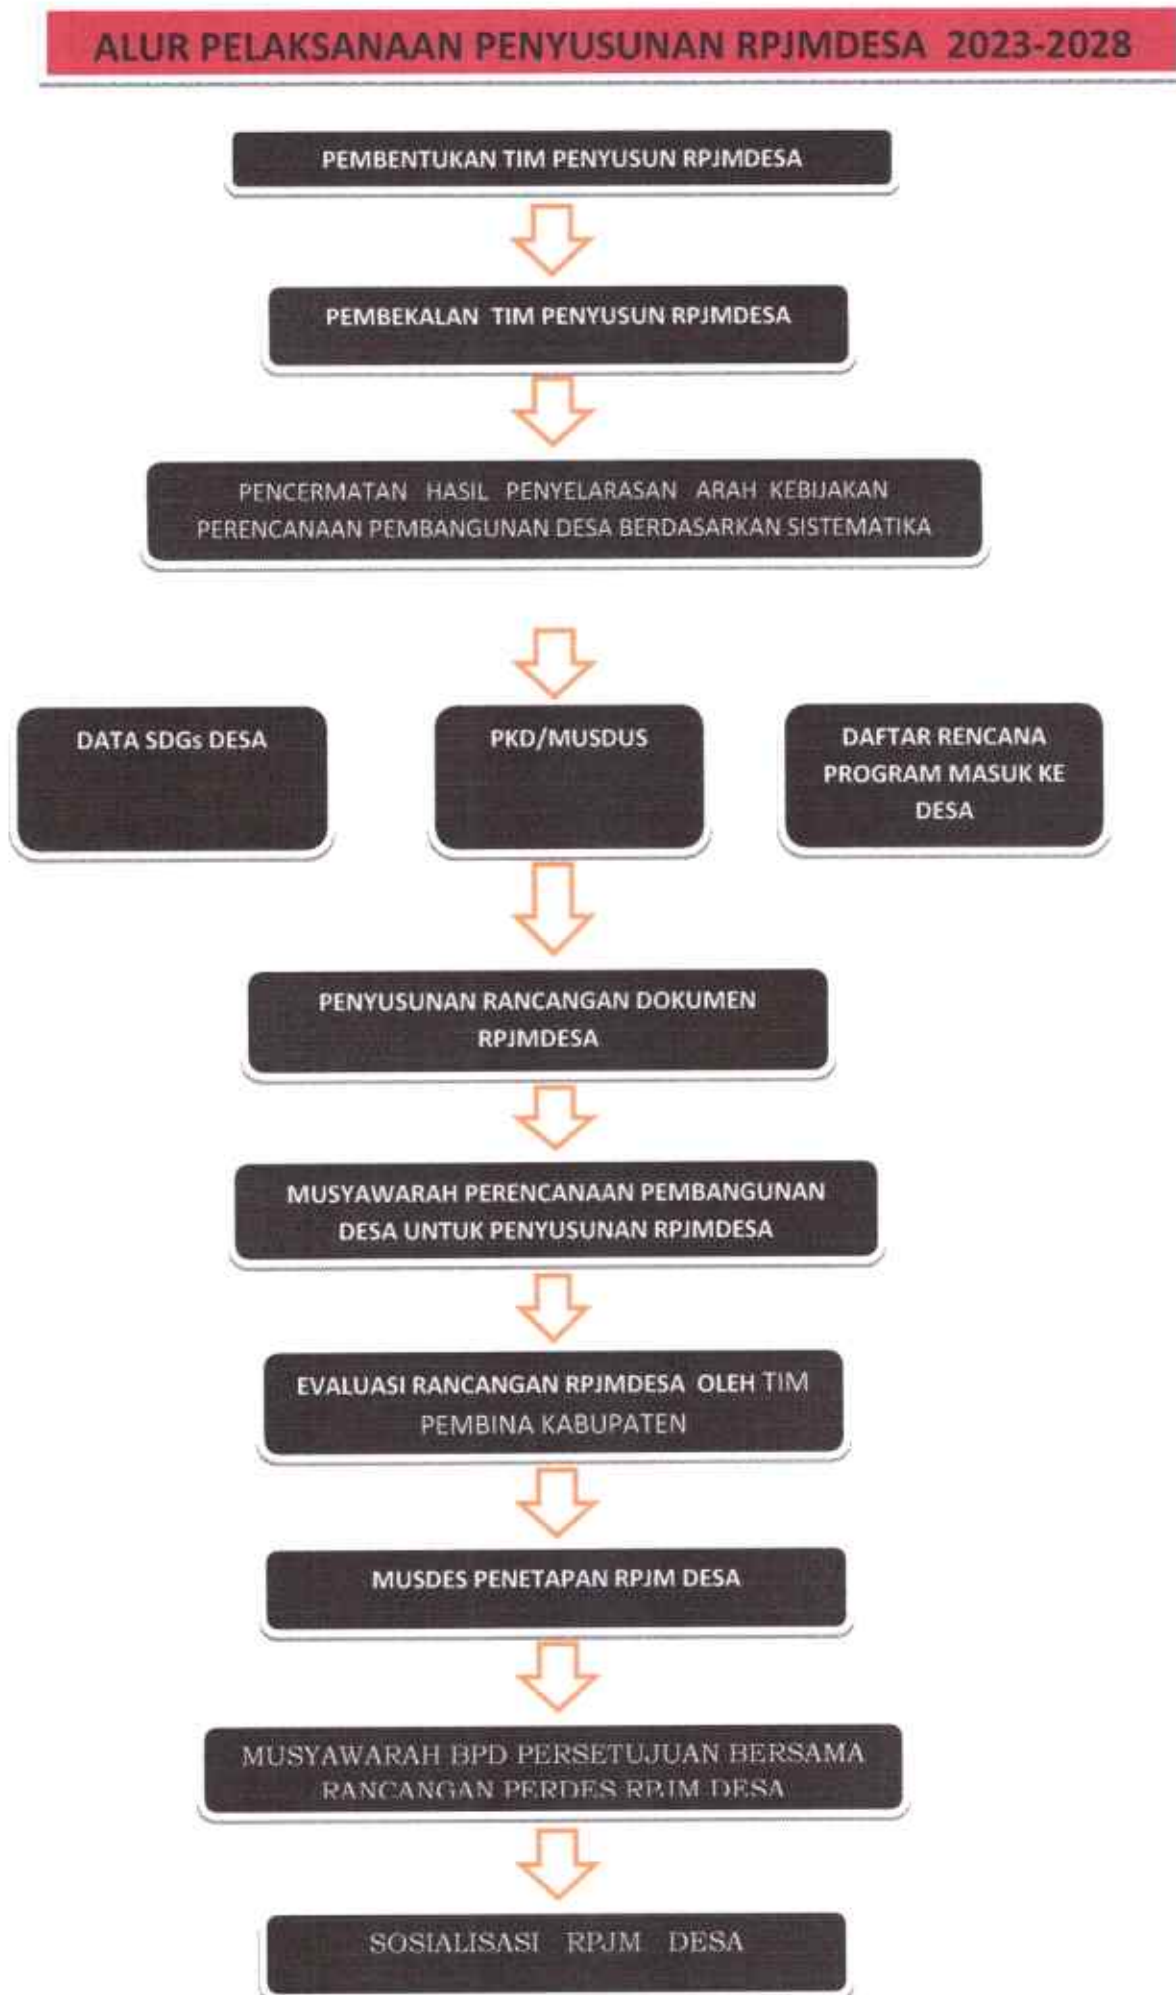 ALUR PELAKSANAAN PENYUSUNAN RPJMDESA 2023-2028
PEMBENTUKAN TIM PENYUSUN RPJMDESA
PEMBEKALAN TIM PENYUSUN RPJMDESA
PENCERMATAN HASIL PENYELARASAN ARAH KEBIJAKAN
PERENCANAAN PEMBANGUNAN DESA BERDASARKAN SISTEMATIKA
DATA SDGs DESA
PKD/MUSDUS
DAFTAR RENCANA
PROGRAM MASUK KE
DESA
PENYUSUNAN RANCANGAN DOKUMEN
RPJMDESA
MUSYAWARAH PERENCANAAN PEMBANGUNAN
DESA UNTUK PENYUSUNAN RPJMDESA
EVALUASI RANCANGAN RPJMDESA OLEH TIM
PEMBINA KABUPATEN
MUSDES PENETAPAN RPJM DESA
MUSYAWARAH BPD PERSETUJUAN BERSAMA
RANCANGAN PERDES RPJM DESA
SOSIALISASI RPJM DESA